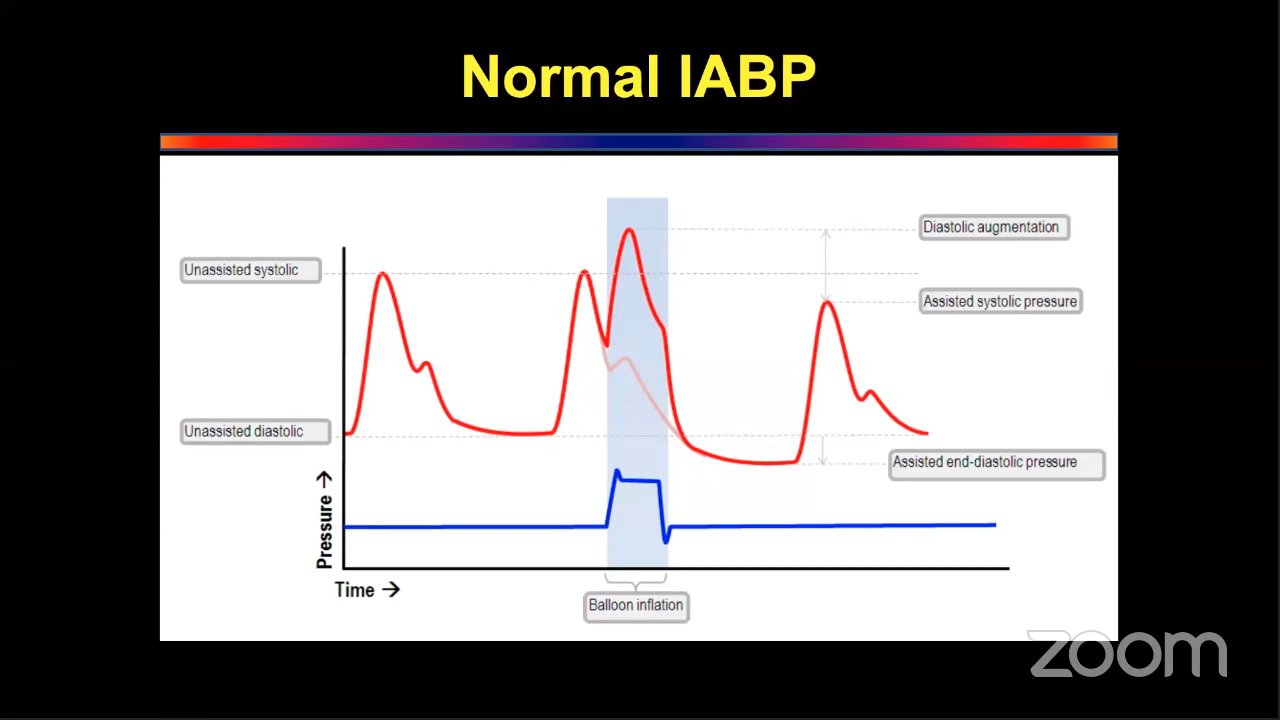 Normal IABP
Diastolic augmentation
Unassisted systolic
Assisted systolic pressure
Unassisted diastolic
Assisted end-diastolic pressure
Pressure →
Time →
Balloon inflation
zoom